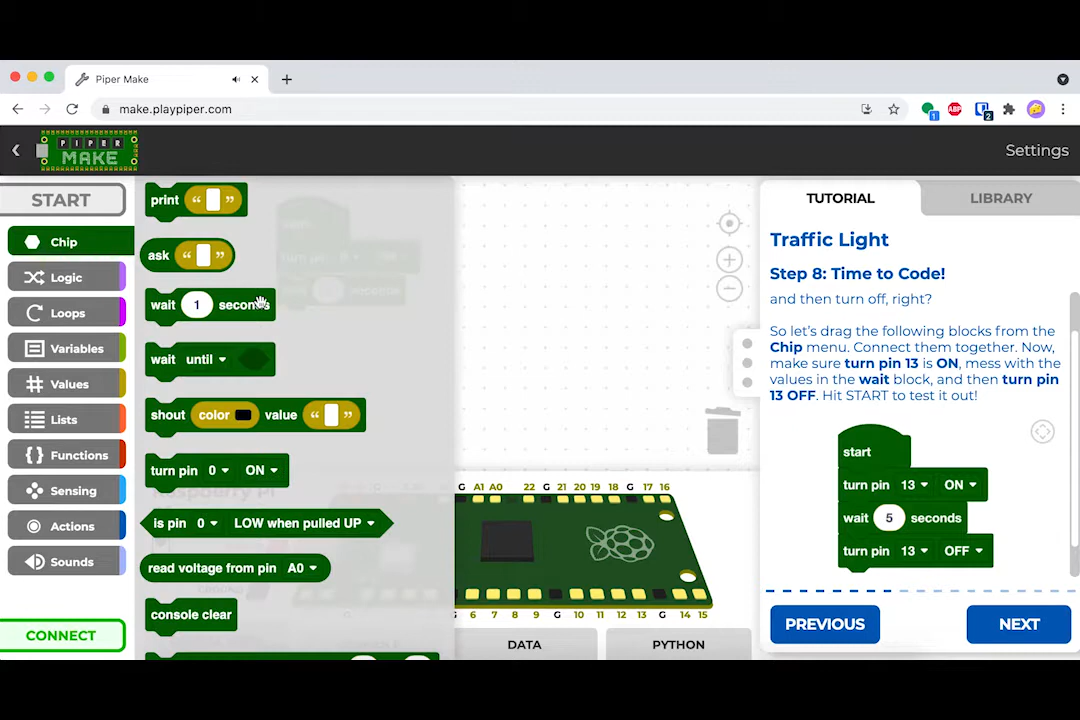 Piper Make
make.playpiper.com
1
ABP
2
PIPER
MAKE
Settings
START
Chip
Logic
Loops
Variables
Values
Lists
Functions
Sensing
Actions
Sounds
CONNECT
print “ ”
ask “ ”
wait 1 seconds
wait until
shout color value “ ”
turn pin 0 ON
is pin 0 LOW when pulled UP
read voltage from pin A0
console clear
Raspberry Pi
G A1 A0 22 G 21 20 19 18 G 17 16
G 6 7 8 9 G 10 11 12 13 G 14 15
DATA
PYTHON
TUTORIAL
LIBRARY
Traffic Light
Step 8: Time to Code!
and then turn off, right?
So let’s drag the following blocks from the
Chip menu. Connect them together. Now,
make sure turn pin 13 is ON, mess with the
values in the wait block, and then turn pin
13 OFF. Hit START to test it out!
start
turn pin 13 ON
wait 5 seconds
turn pin 13 OFF
PREVIOUS
NEXT